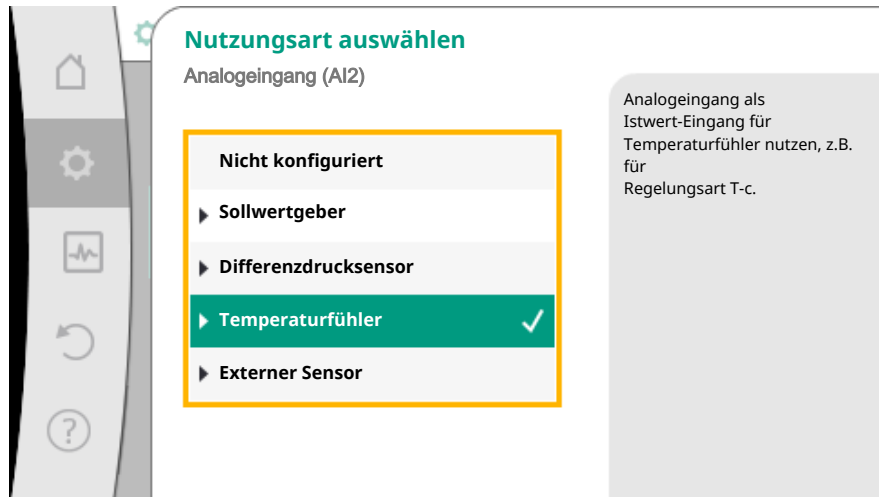 Nutzungsart auswählen
Analogeingang (AI2)
Nicht konfiguriert
Sollwertgeber
Differenzdrucksensor
Temperaturfühler
Externer Sensor
Analogeingang als
Istwert-Eingang für
Temperaturfühler nutzen, z.B.
für
Regelungsart T-c.
?